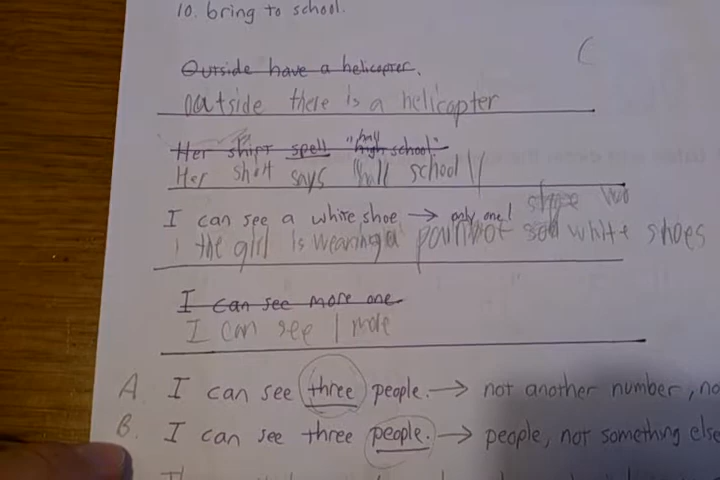 10. bring to school.
Outside have a helicopter.
outside there is a helicopter
Her shirt spell "my high school"
Her shirt says "hall school"
I can see a white shoe → only one!
the girl is wearing a of white shoes
I can see more one
I can see 1 more
A. I can see three people. → not another number, no
B. I can see three people. → people, not something else